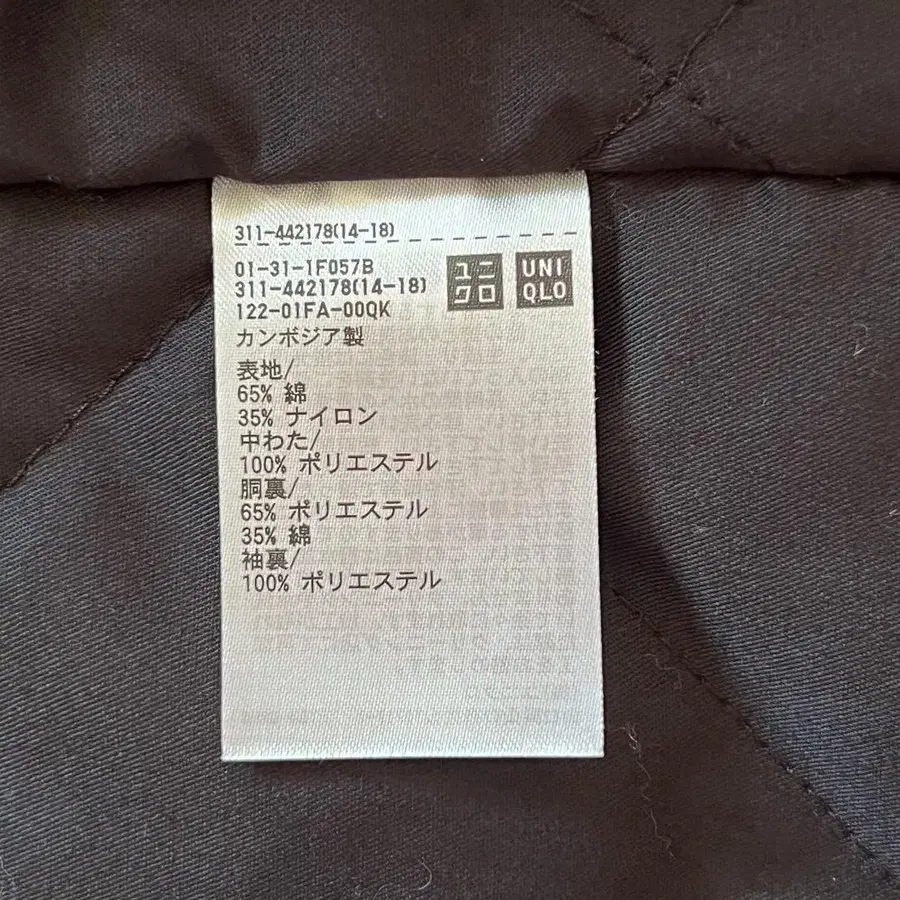 311-442178(14-18)
01-31-1F057B
311-442178(14-18)
122-01FA-00QK
ユニ
クロ
UNI
QLO
カンボジア製
表地/
65% 綿
35% ナイロン
中わた/
100% ポリエステル
胴裏/
65% ポリエステル
35% 綿
袖裏/
100% ポリエステル